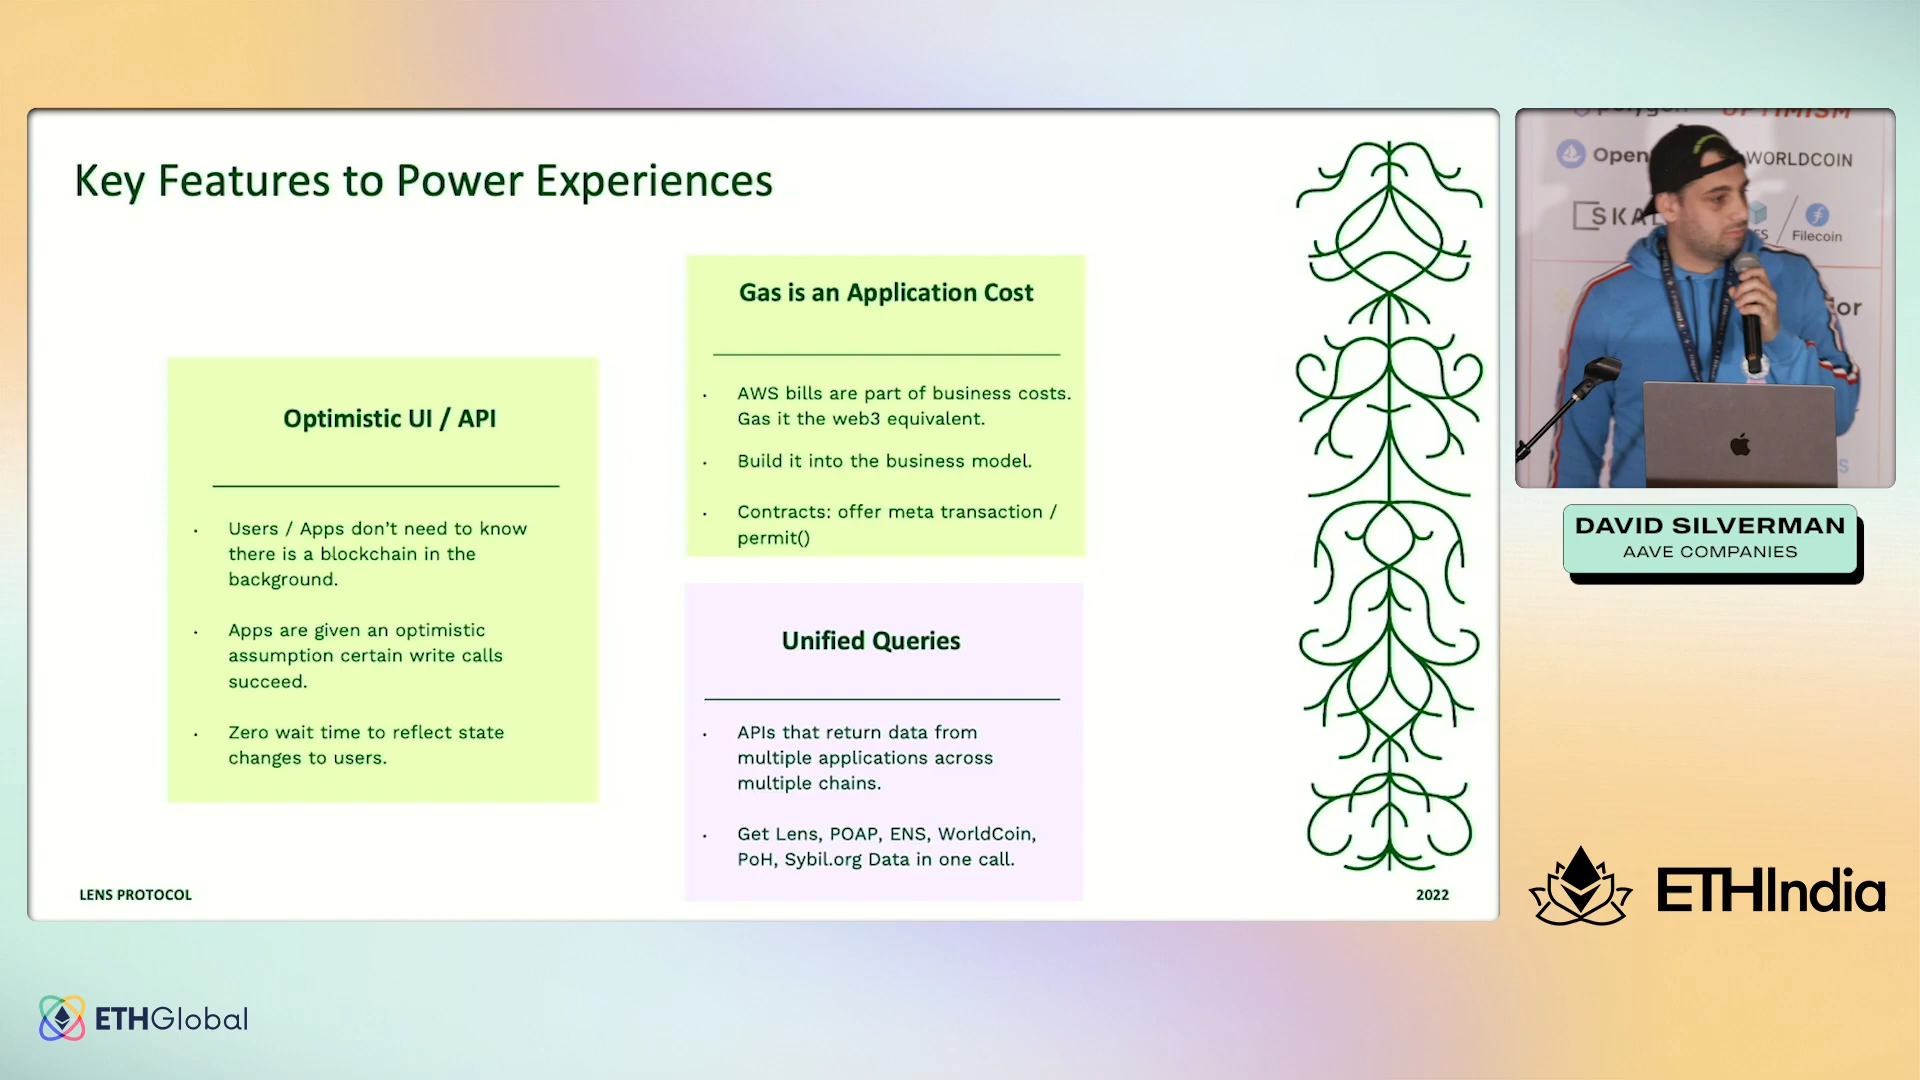 Key Features to Power Experiences
Optimistic UI / API
Users / Apps don't need to know
there is a blockchain in the
background.
Apps are given an optimistic
assumption certain write calls
succeed.
Zero wait time to reflect state
changes to users.
Gas is an Application Cost
AWS bills are part of business costs.
Gas it the web3 equivalent.
Build it into the business model.
Contracts: offer meta transaction /
permit()
Unified Queries
APIs that return data from
multiple applications across
multiple chains.
Get Lens, POAP, ENS, WorldCoin,
PoH, Sybil.org Data in one call.
LENS PROTOCOL
2022
polygon
OPTIMISM
Open
WORLDCOIN
SKAL
Filecoin
DAVID SILVERMAN
AAVE COMPANIES
ETHIndia
ETHGlobal